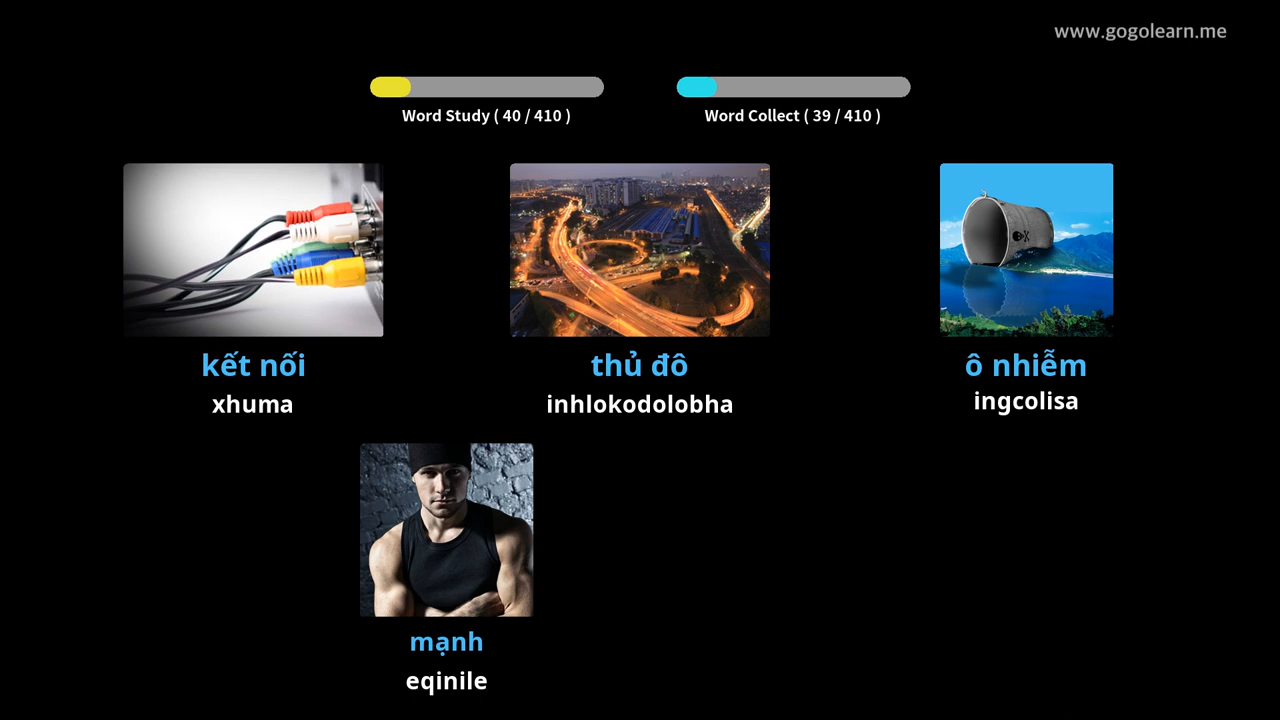 www.gogolearn.me
Word Study ( 40 / 410 )
Word Collect ( 39 / 410 )
kết nối
xhuma
thủ đô
inhlokodolobha
ô nhiễm
ingcolisa
mạnh
eqinile